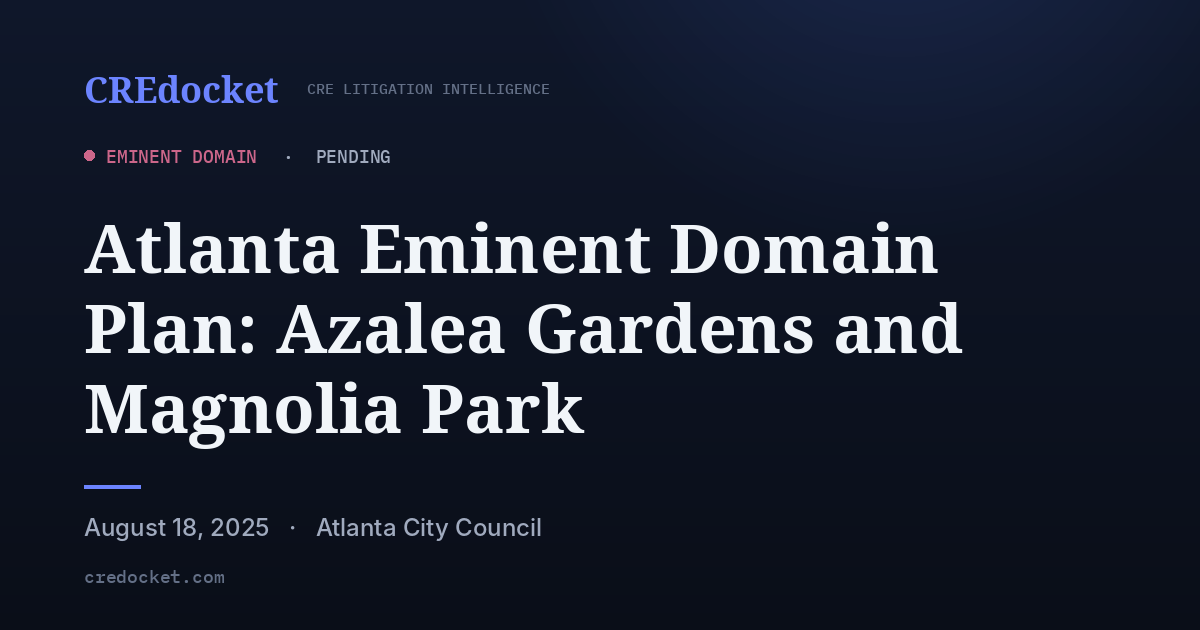 CREdocket CRE LITIGATION INTELLIGENCE
EMINENT DOMAIN · PENDING
Atlanta Eminent Domain
Plan: Azalea Gardens and
Magnolia Park
August 18, 2025 · Atlanta City Council
credocket.com